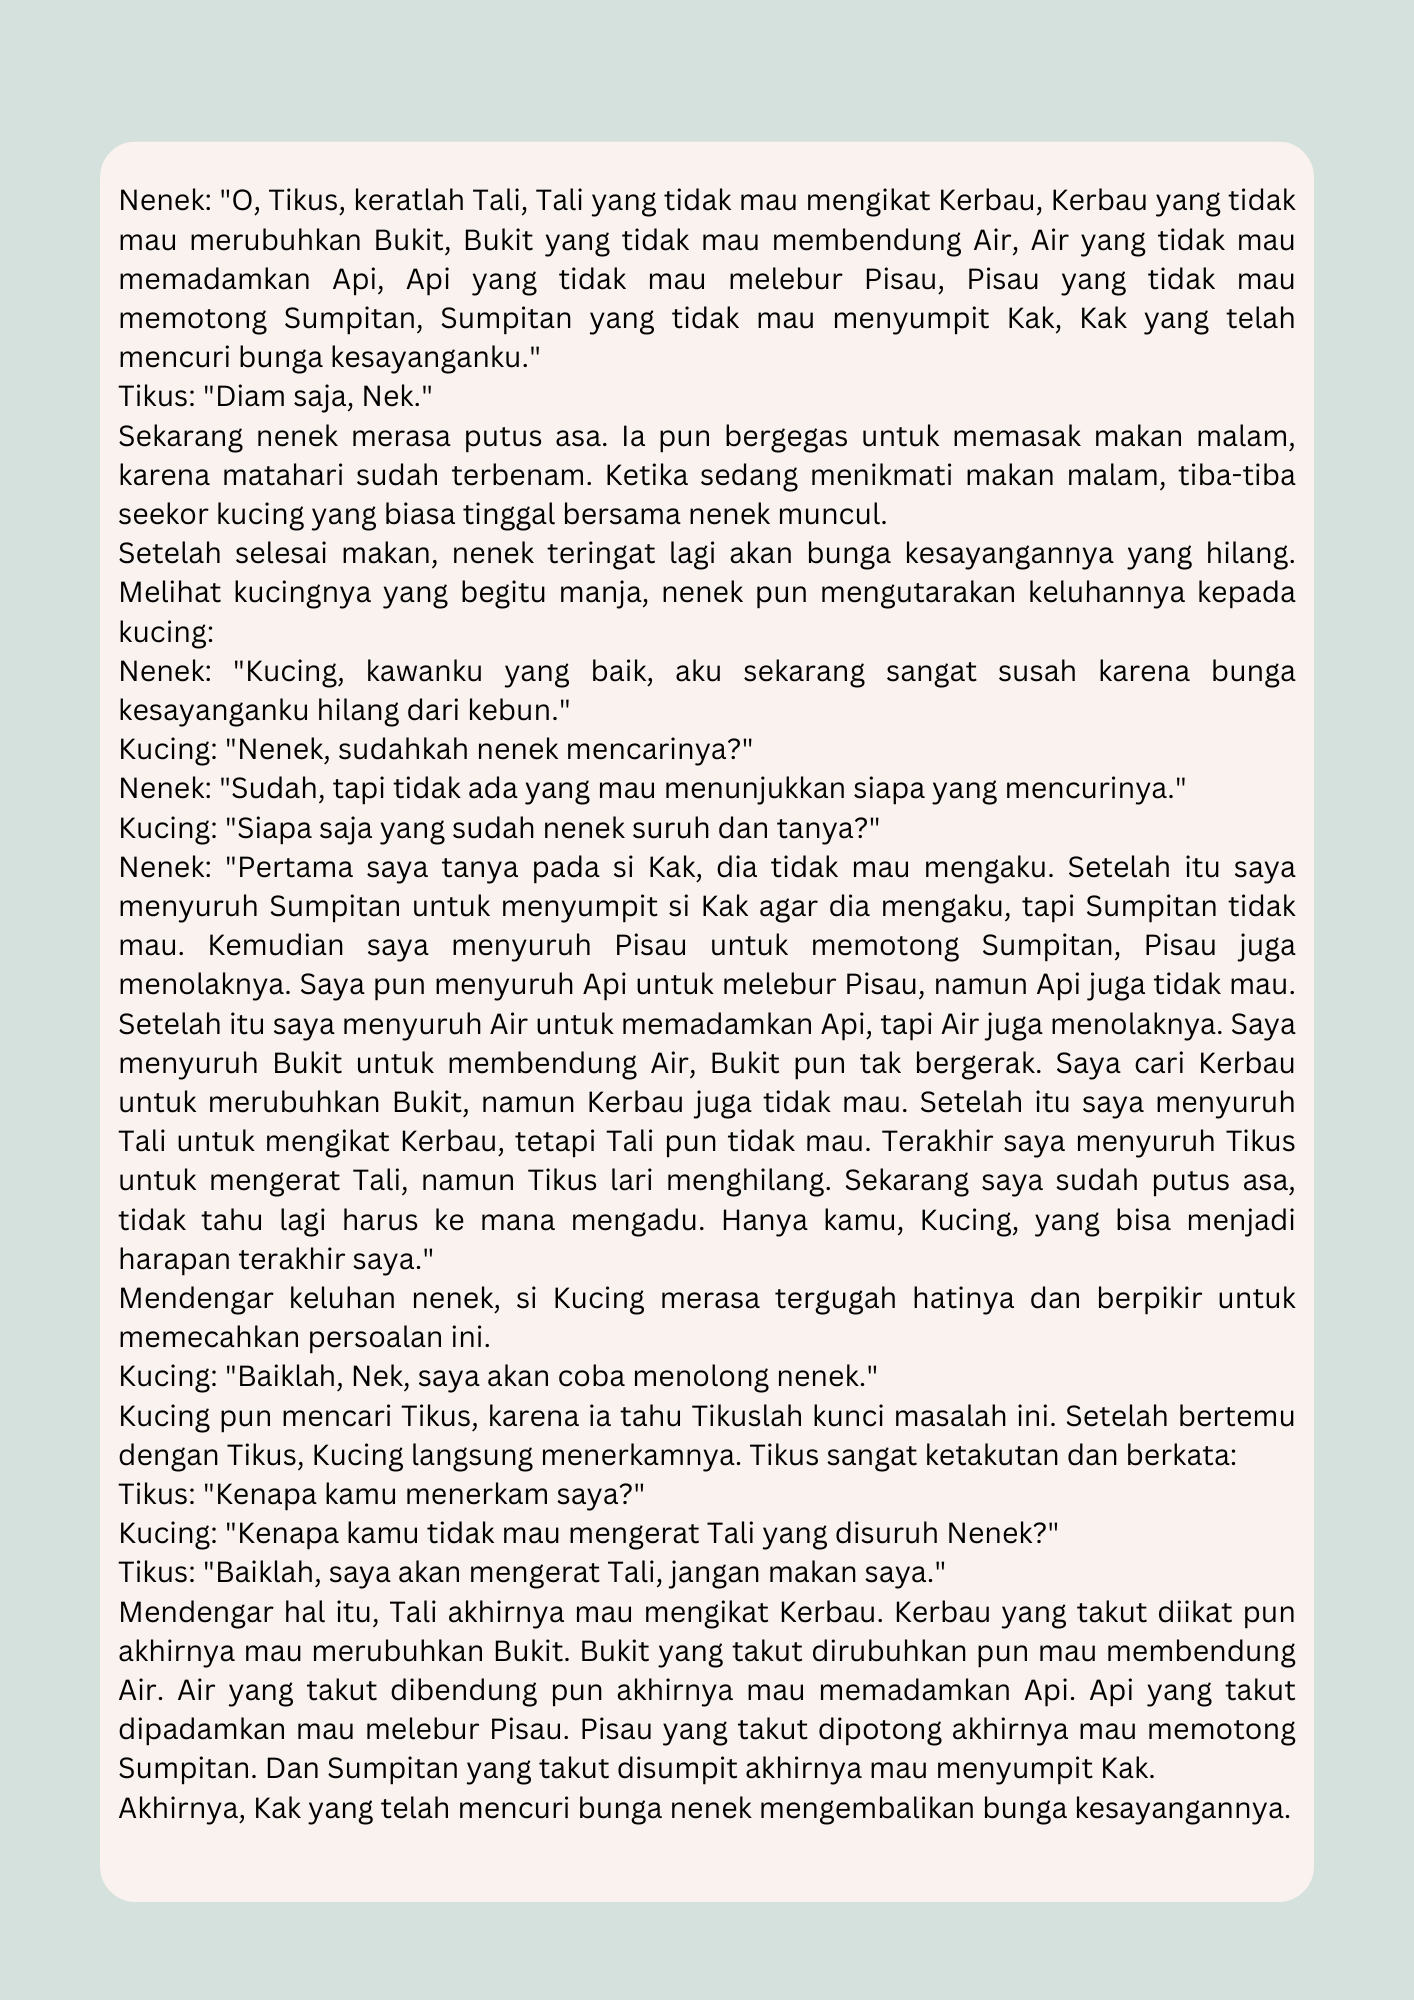 Nenek: "O, Tikus, keratlah Tali, Tali yang tidak mau mengikat Kerbau, Kerbau yang tidak
mau merubuhkan Bukit, Bukit yang tidak mau membendung Air, Air yang tidak mau
memadamkan Api, Api yang tidak mau melebur Pisau, Pisau yang tidak mau
memotong Sumpitan, Sumpitan yang tidak mau menyumpit Kak, Kak yang telah
mencuri bunga kesayanganku."
Tikus: "Diam saja, Nek."
Sekarang nenek merasa putus asa. Ia pun bergegas untuk memasak makan malam,
karena matahari sudah terbenam. Ketika sedang menikmati makan malam, tiba-tiba
seekor kucing yang biasa tinggal bersama nenek muncul.
Setelah selesai makan, nenek teringat lagi akan bunga kesayangannya yang hilang.
Melihat kucingnya yang begitu manja, nenek pun mengutarakan keluhannya kepada
kucing:
Nenek: "Kucing, kawanku yang baik, aku sekarang sangat susah karena bunga
kesayanganku hilang dari kebun."
Kucing: "Nenek, sudahkah nenek mencarinya?"
Nenek: "Sudah, tapi tidak ada yang mau menunjukkan siapa yang mencurinya."
Kucing: "Siapa saja yang sudah nenek suruh dan tanya?"
Nenek: "Pertama saya tanya pada si Kak, dia tidak mau mengaku. Setelah itu saya
menyuruh Sumpitan untuk menyumpit si Kak agar dia mengaku, tapi Sumpitan tidak
mau. Kemudian saya menyuruh Pisau untuk memotong Sumpitan, Pisau juga
menolaknya. Saya pun menyuruh Api untuk melebur Pisau, namun Api juga tidak mau.
Setelah itu saya menyuruh Air untuk memadamkan Api, tapi Air juga menolaknya. Saya
menyuruh Bukit untuk membendung Air, Bukit pun tak bergerak. Saya cari Kerbau
untuk merubuhkan Bukit, namun Kerbau juga tidak mau. Setelah itu saya menyuruh
Tali untuk mengikat Kerbau, tetapi Tali pun tidak mau. Terakhir saya menyuruh Tikus
untuk mengerat Tali, namun Tikus lari menghilang. Sekarang saya sudah putus asa,
tidak tahu lagi harus ke mana mengadu. Hanya kamu, Kucing, yang bisa menjadi
harapan terakhir saya."
Mendengar keluhan nenek, si Kucing merasa tergugah hatinya dan berpikir untuk
memecahkan persoalan ini.
Kucing: "Baiklah, Nek, saya akan coba menolong nenek."
Kucing pun mencari Tikus, karena ia tahu Tikuslah kunci masalah ini. Setelah bertemu
dengan Tikus, Kucing langsung menerkamnya. Tikus sangat ketakutan dan berkata:
Tikus: "Kenapa kamu menerkam saya?"
Kucing: "Kenapa kamu tidak mau mengerat Tali yang disuruh Nenek?"
Tikus: "Baiklah, saya akan mengerat Tali, jangan makan saya."
Mendengar hal itu, Tali akhirnya mau mengikat Kerbau. Kerbau yang takut diikat pun
akhirnya mau merubuhkan Bukit. Bukit yang takut dirubuhkan pun mau membendung
Air. Air yang takut dibendung pun akhirnya mau memadamkan Api. Api yang takut
dipadamkan mau melebur Pisau. Pisau yang takut dipotong akhirnya mau memotong
Sumpitan. Dan Sumpitan yang takut disumpit akhirnya mau menyumpit Kak.
Akhirnya, Kak yang telah mencuri bunga nenek mengembalikan bunga kesayangannya.